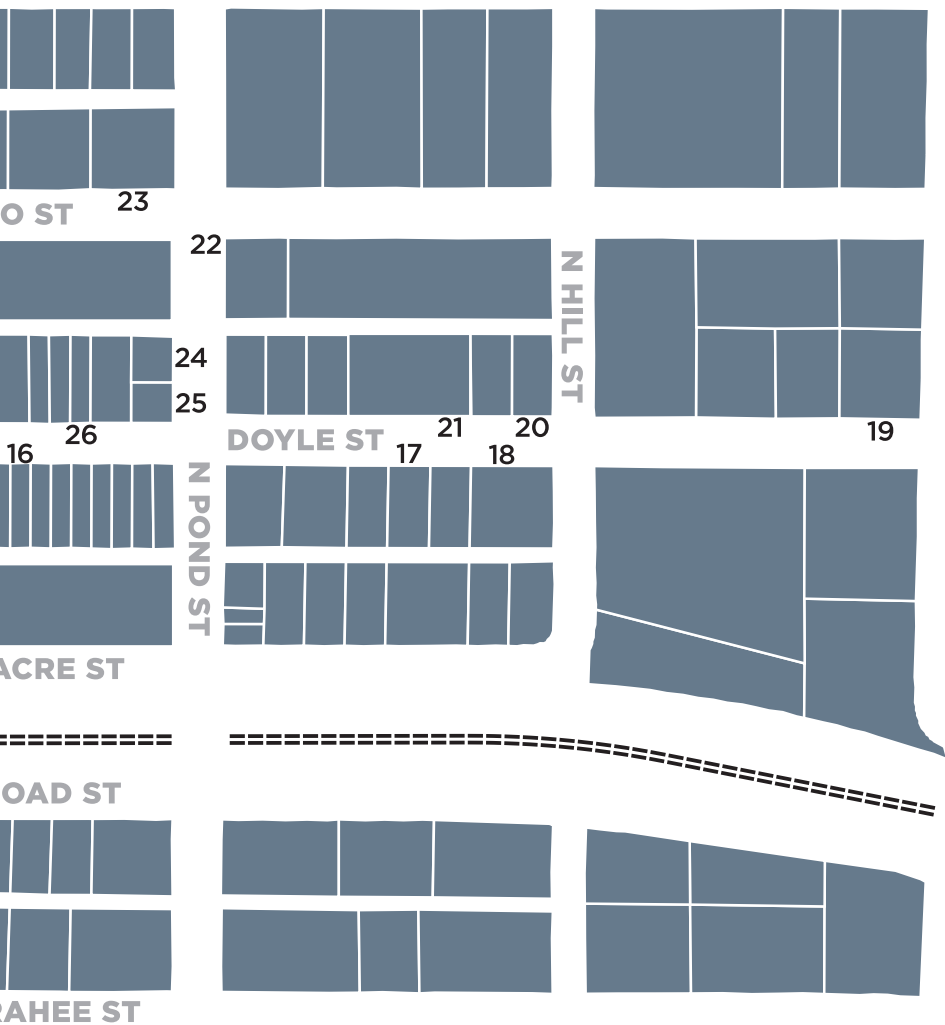 23
O ST
22
N HILL ST
24
25
26
21
20
DOYLE ST
19
16
17
18
N POND ST
ACRE ST
OAD ST
RAHEE ST